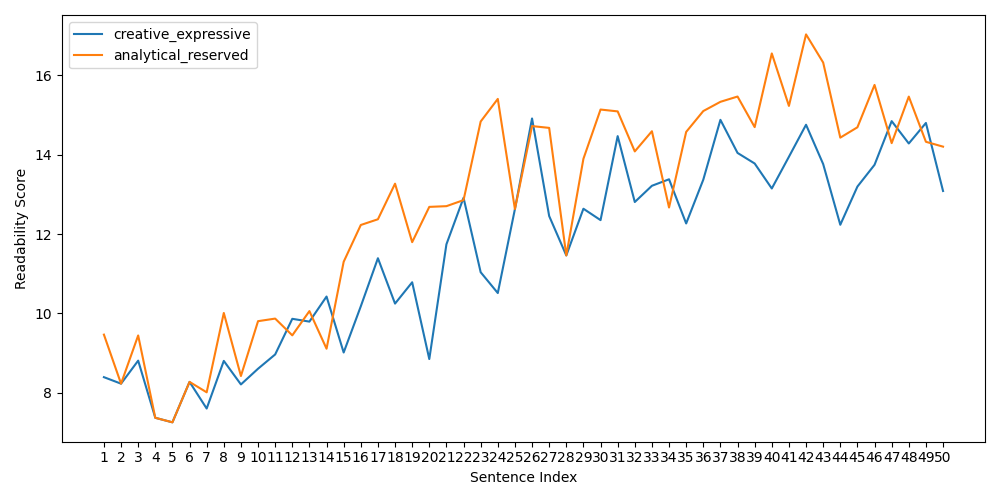 creative_expressive
analytical_reserved
16
14
12
10
8
Readability Score
1 2 3 4 5 6 7 8 9 10 11 12 13 14 15 16 17 18 19 20 21 22 23 24 25 26 27 28 29 30 31 32 33 34 35 36 37 38 39 40 41 42 43 44 45 46 47 48 49 50
Sentence Index